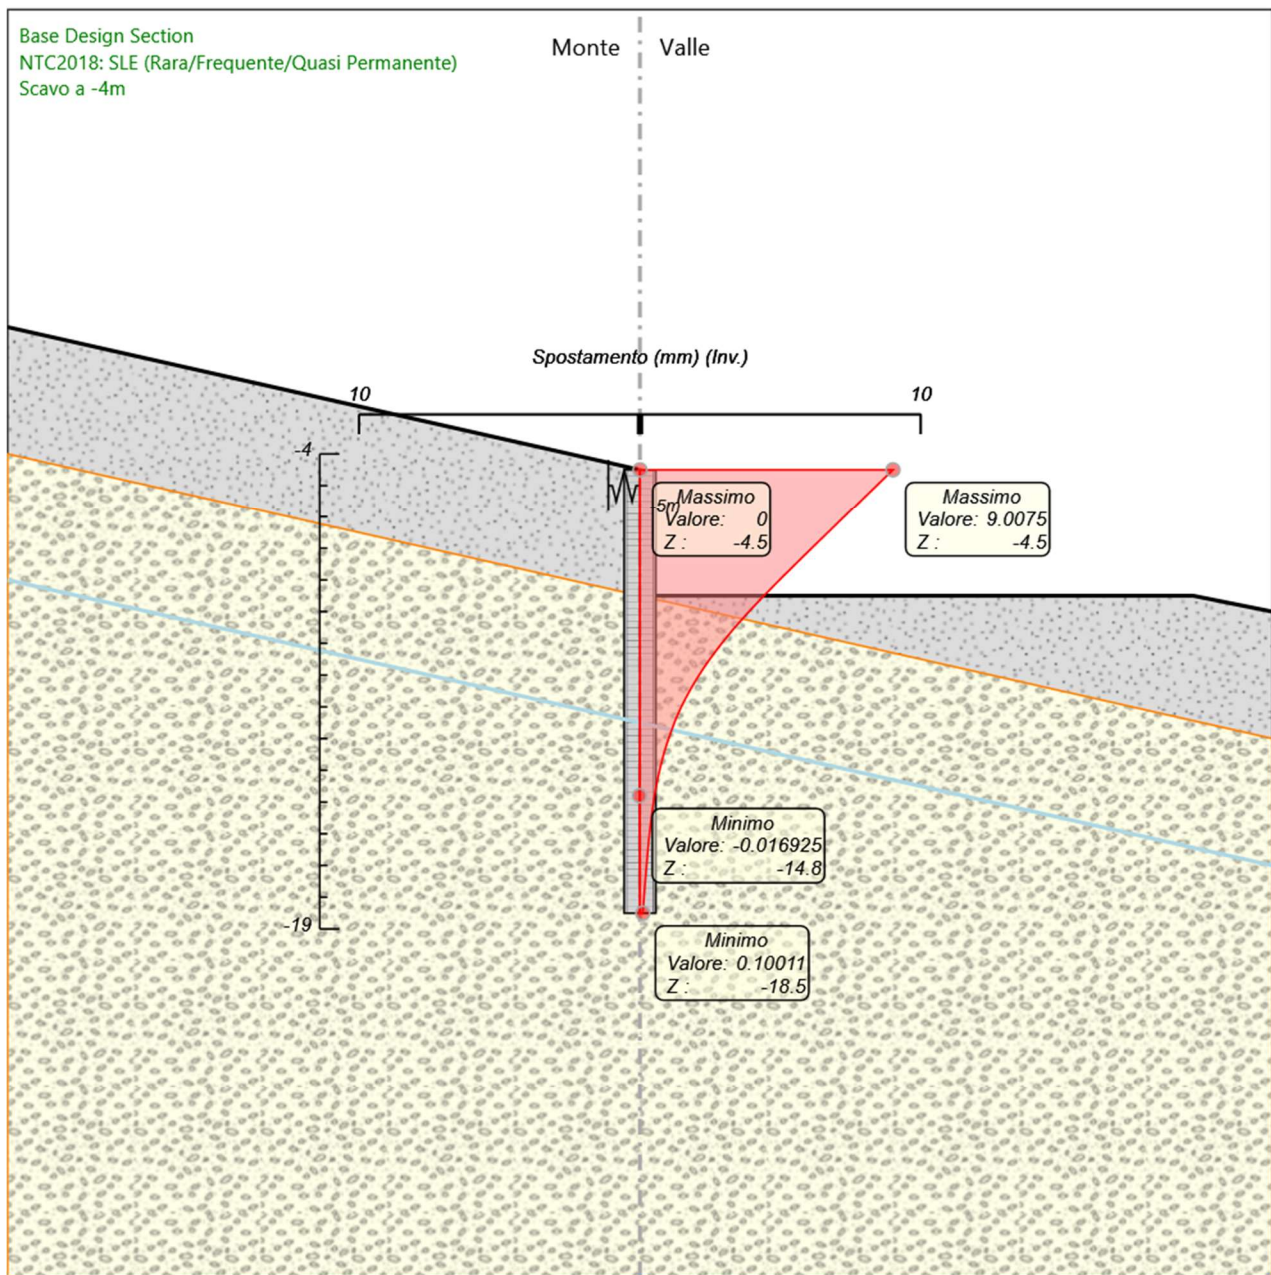 Base Design Section
NTC2018: SLE (Rara/Frequente/Quasi Permanente)
Scavo a -4m
Monte Valle
Spostamento (mm) (Inv.)
10 10
-4
-5m
Massimo
Valore: 0
Z : -4.5
Massimo
Valore: 9.0075
Z : -4.5
Minimo
Valore: -0.016925
Z : -14.8
-19
Minimo
Valore: 0.10011
Z : -18.5